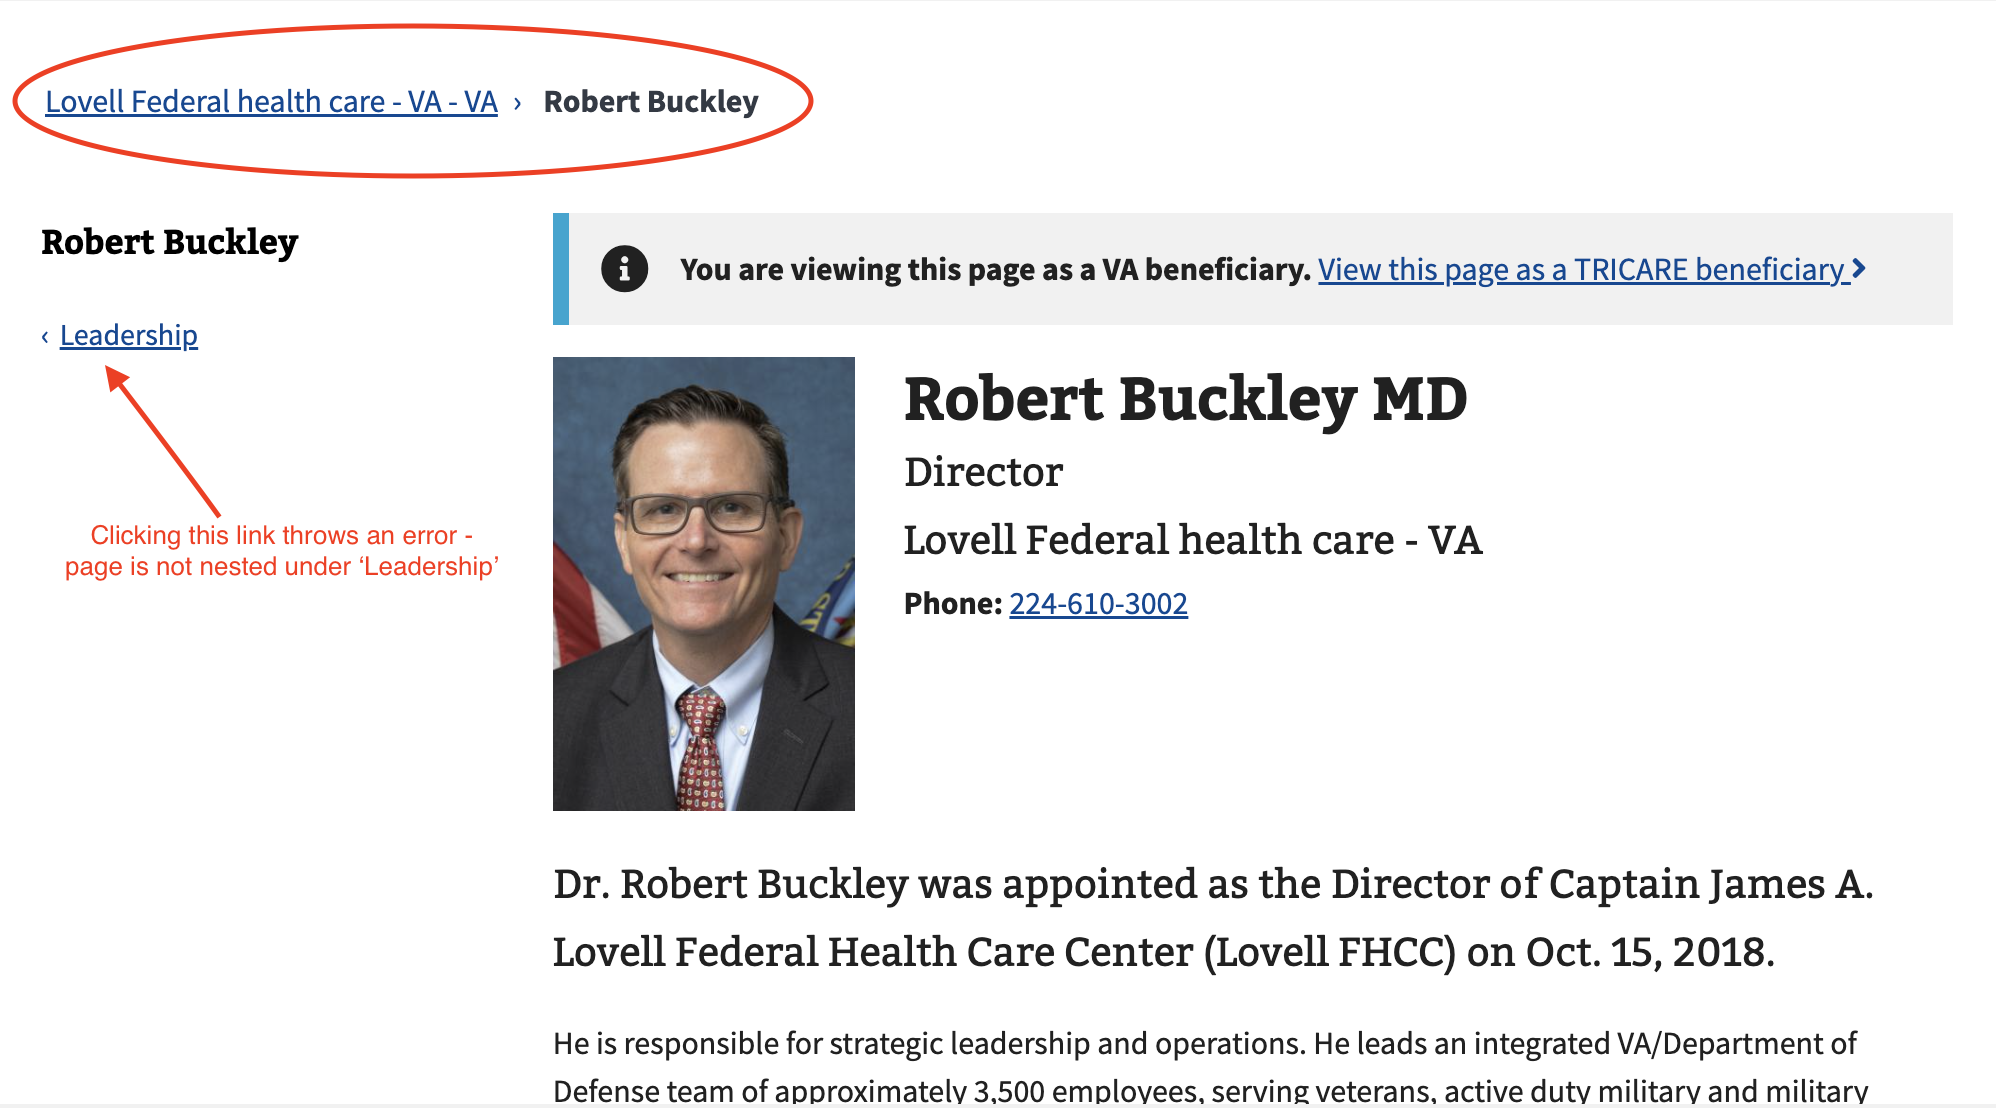 Lovell Federal health care - VA - VA › Robert Buckley
Robert Buckley
‹ Leadership
Clicking this link throws an error -
page is not nested under ‘Leadership’
You are viewing this page as a VA beneficiary. View this page as a TRICARE beneficiary
Robert Buckley MD
Director
Lovell Federal health care - VA
Phone: 224-610-3002
Dr. Robert Buckley was appointed as the Director of Captain James A.
Lovell Federal Health Care Center (Lovell FHCC) on Oct. 15, 2018.
He is responsible for strategic leadership and operations. He leads an integrated VA/Department of
Defense team of approximately 3,500 employees, serving veterans, active duty military and military